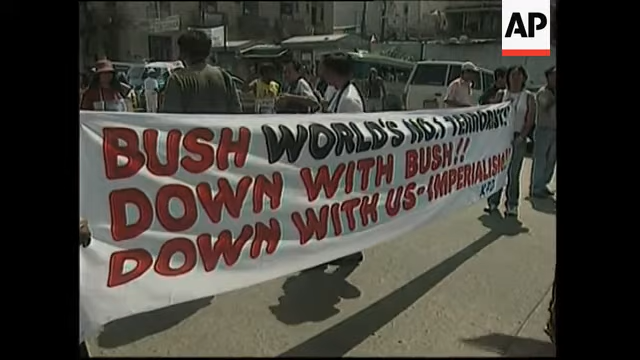 AP
BUSH WORLD'S NO.1 TERRORIST!
DOWN WITH BUSH!!
DOWN WITH US-IMPERIALISM!